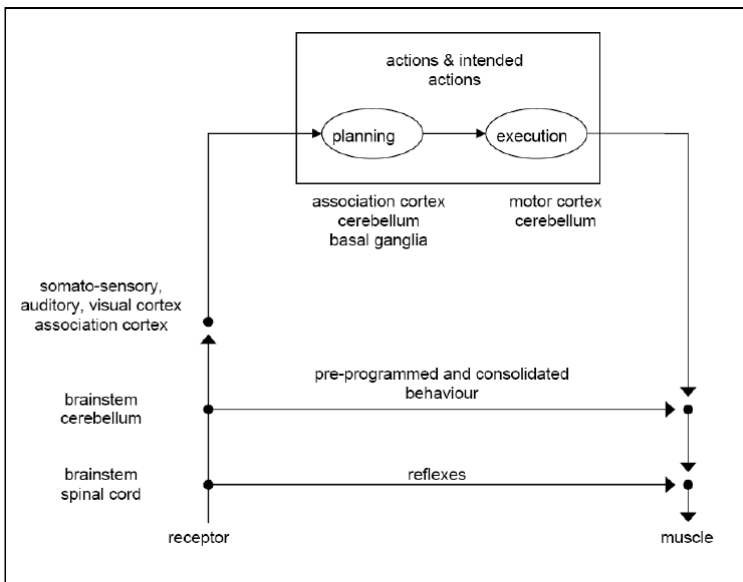 actions & intended
actions
planning
execution
association cortex
cerebellum
basal ganglia
motor cortex
cerebellum
somato-sensory,
auditory, visual cortex
association cortex
pre-programmed and consolidated
behaviour
brainstem
cerebellum
brainstem
spinal cord
reflexes
receptor
muscle